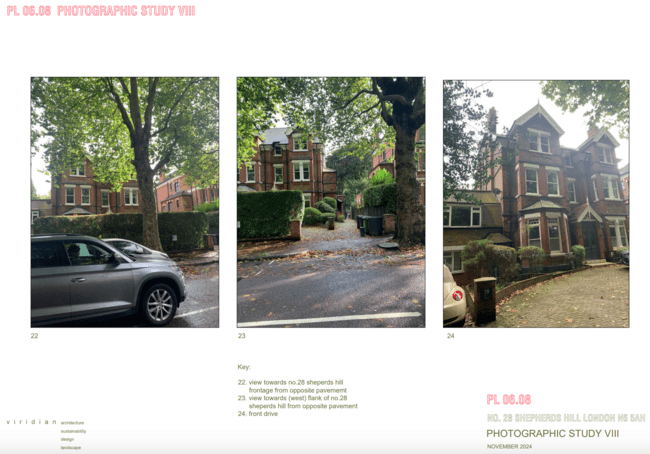 PL 06.08 PHOTOGRAPHIC STUDY VIII
22
23
24
Key:
22. view towards no.28 sheperds hill
frontage from opposite pavememt
23. view towards (west) flank of no.28
sheperds hill from opposite pavement
24. front drive
PL 06.08
NO. 28 SHEPHERDS HILL LONDON N6 5AH
PHOTOGRAPHIC STUDY VIII
NOVEMBER 2024
viridian architecture
sustainability
design
landscape